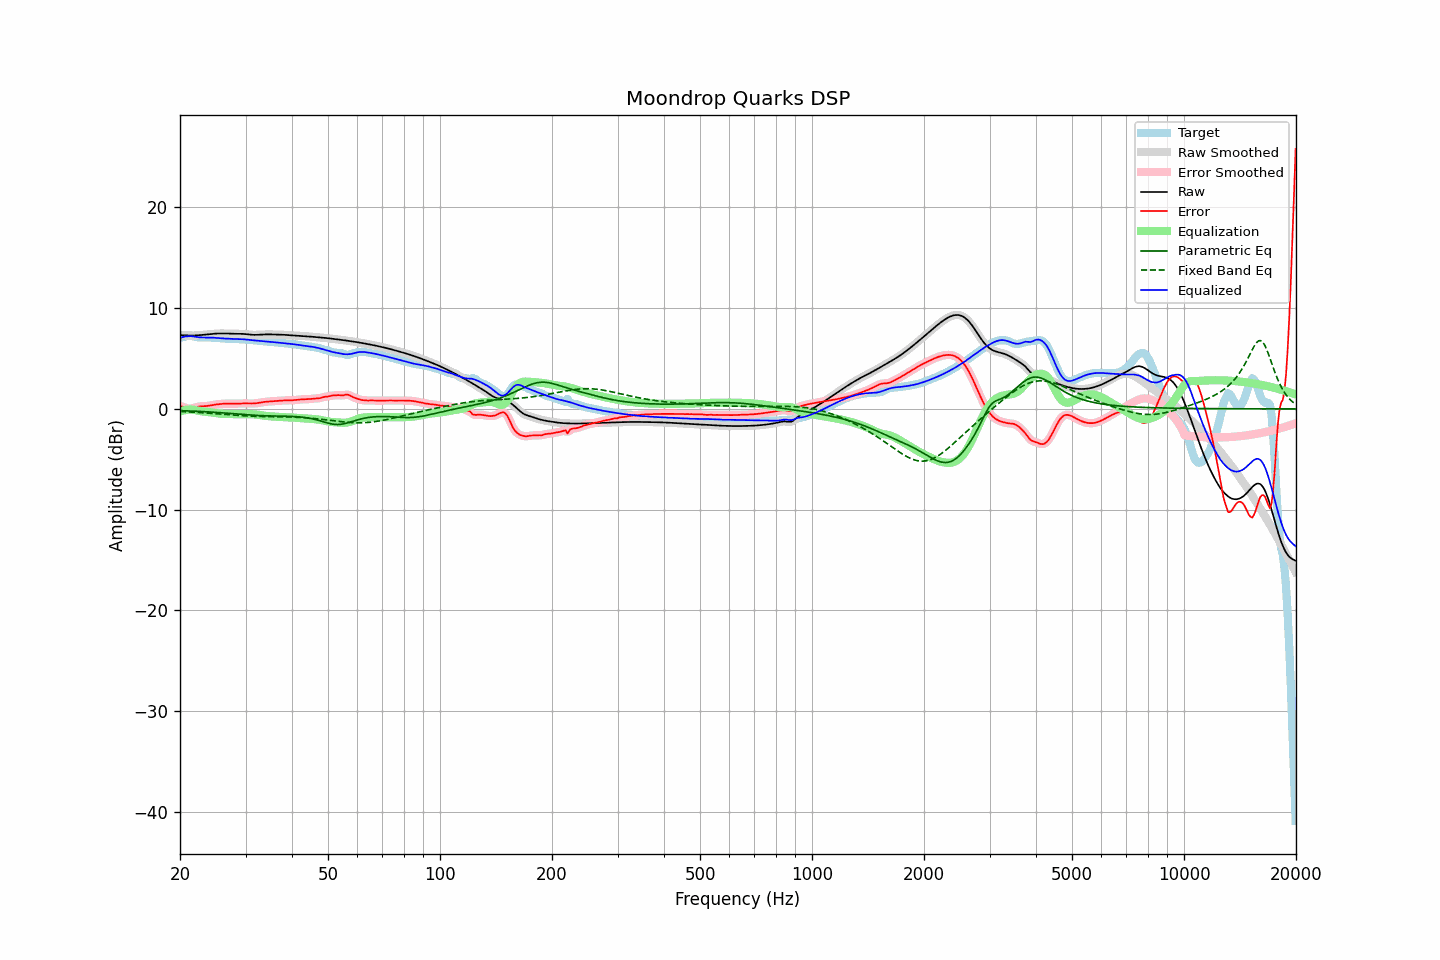 Moondrop Quarks DSP
Target
Raw Smoothed
Error Smoothed
Raw
Error
Equalization
Parametric Eq
Fixed Band Eq
Equalized
Amplitude (dBr)
20
10
0
−10
−20
−30
−40
20 50 100 200 500 1000 2000 5000 10000 20000
Frequency (Hz)